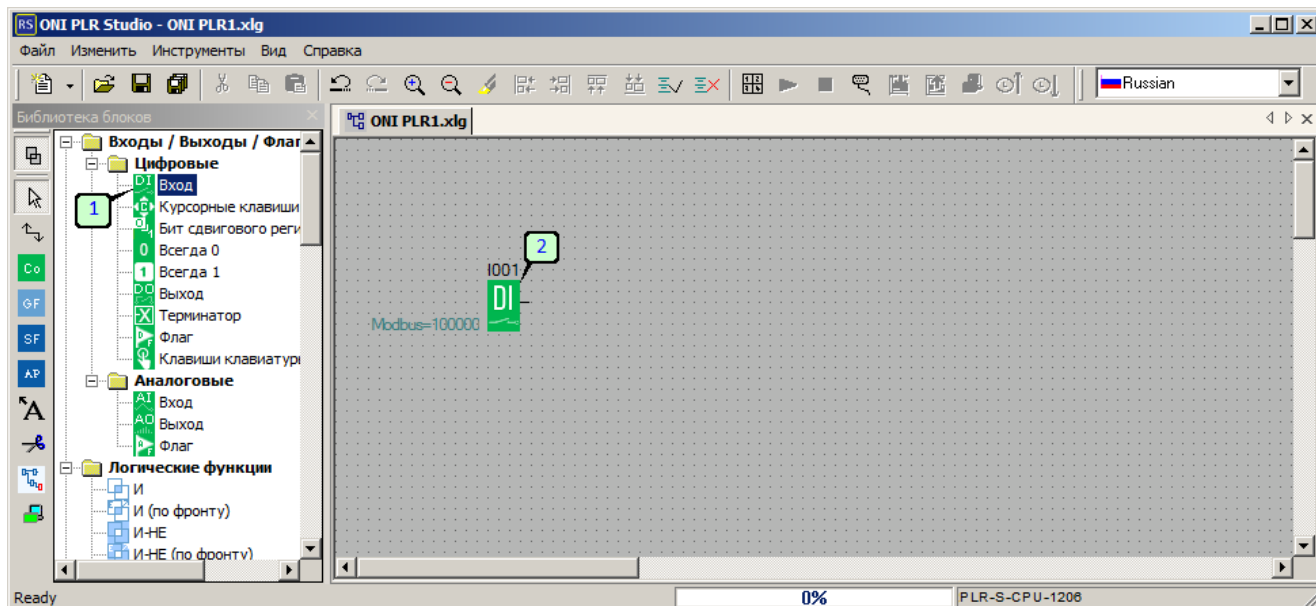 RS ONI PLR Studio - ONI PLR1.xlg
Файл Изменить Инструменты Вид Справка
Russian
Библиотека блоков
ONI PLR1.xlg
Входы / Выходы / Флаг
Цифровые
DI Вход
1
Курсорные клавиши
Бит сдвигового реги
0 Всегда 0
1 Всегда 1
DO Выход
Терминатор
Флаг
Клавиши клавиатуры
Аналоговые
AI Вход
AO Выход
Флаг
Логические функции
И
И (по фронту)
И-НЕ
И-НЕ (по фронту)
Co
GF
SF
AP
A
2
I001
DI
Modbus=100000
Ready
0%
PLR-S-CPU-1206